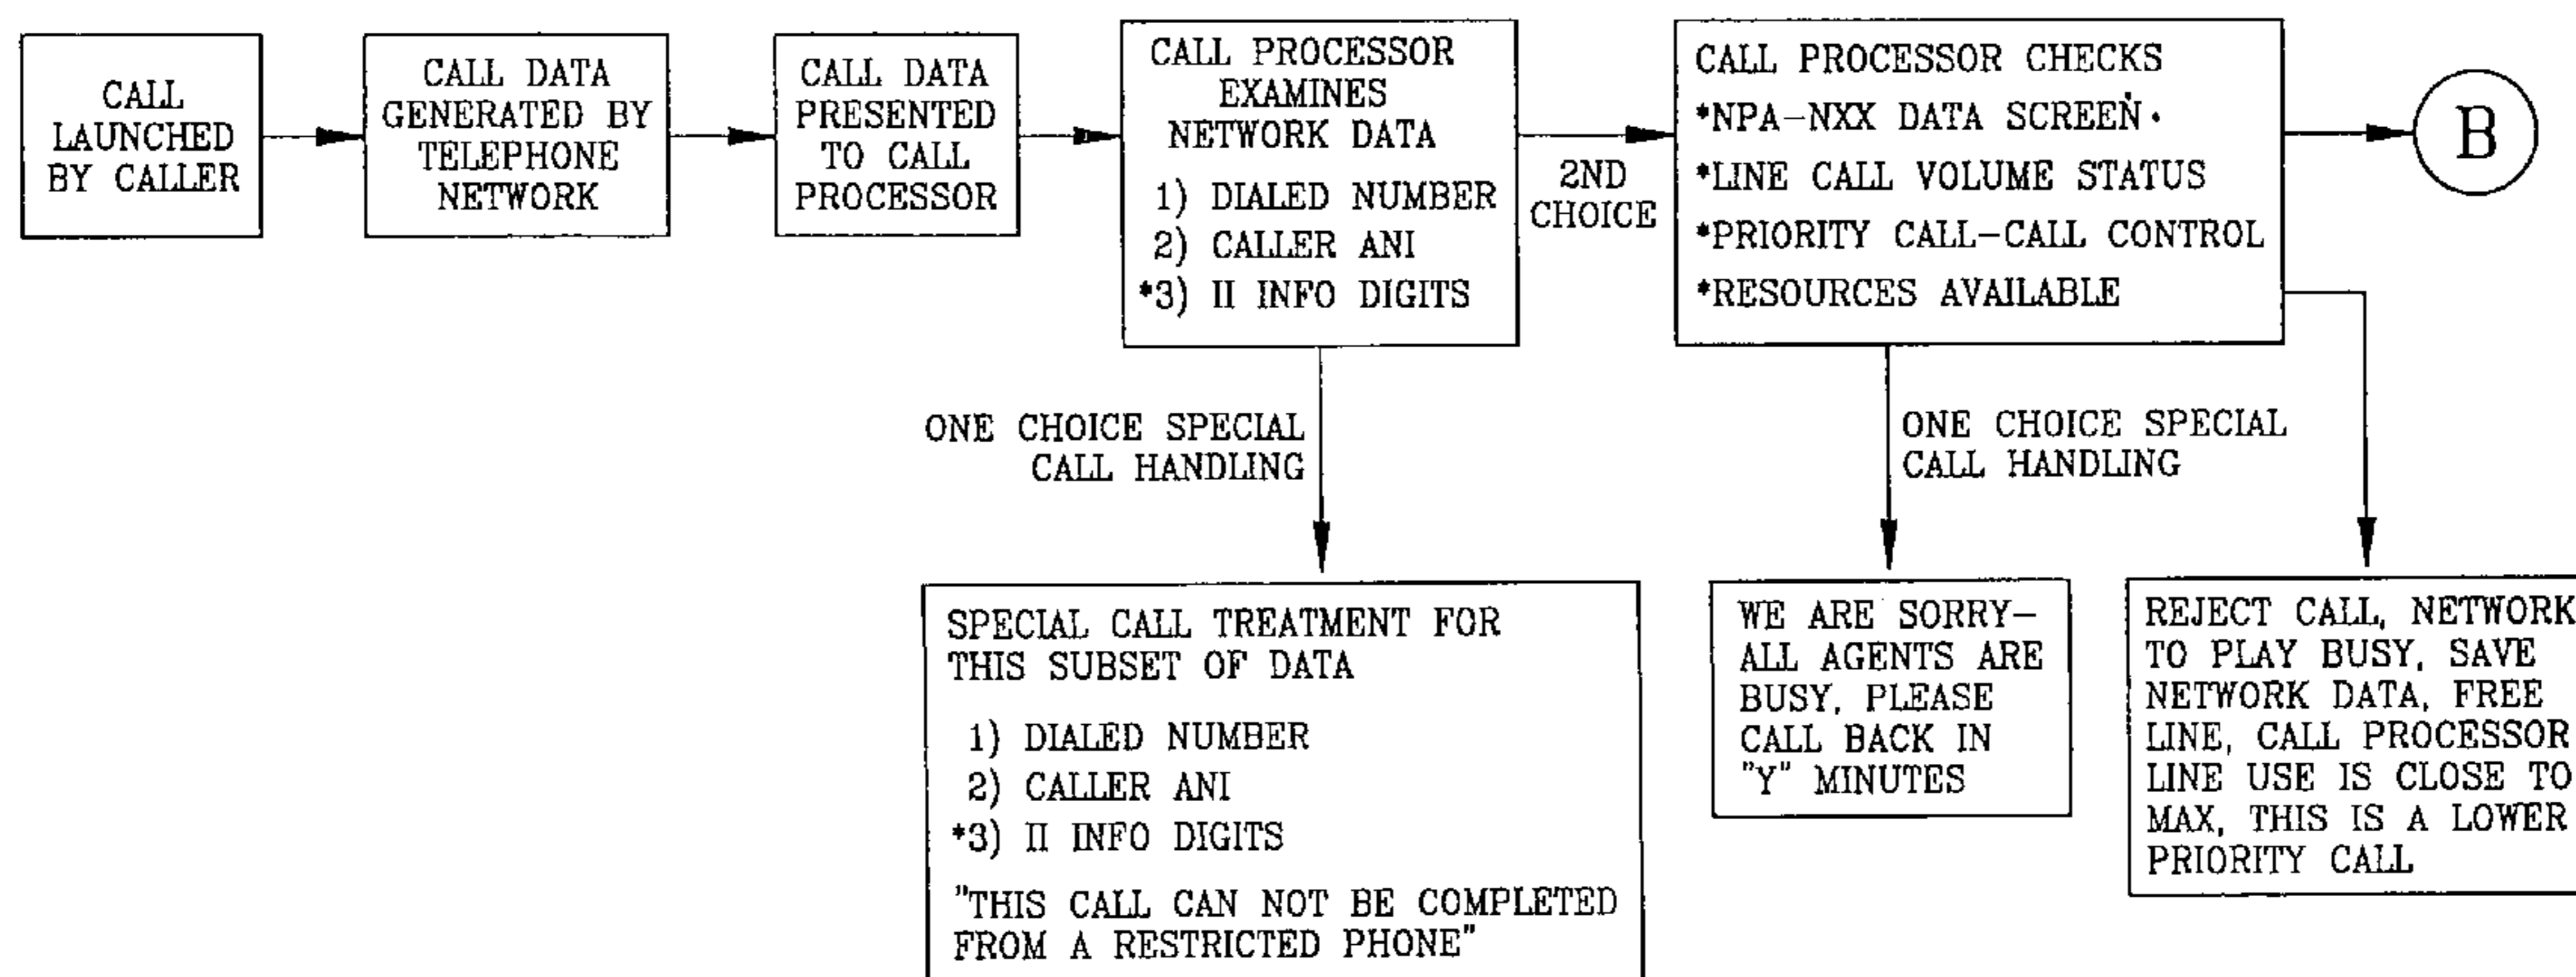 CALL
LAUNCHED
BY CALLER
CALL DATA
GENERATED BY
TELEPHONE
NETWORK
CALL DATA
PRESENTED
TO CALL
PROCESSOR
CALL PROCESSOR
EXAMINES
NETWORK DATA
1) DIALED NUMBER
2) CALLER ANI
*3) II INFO DIGITS
2ND
CHOICE
CALL PROCESSOR CHECKS
*NPA-NXX DATA SCREEN.
*LINE CALL VOLUME STATUS
*PRIORITY CALL-CALL CONTROL
*RESOURCES AVAILABLE
B
ONE CHOICE SPECIAL
CALL HANDLING
ONE CHOICE SPECIAL
CALL HANDLING
SPECIAL CALL TREATMENT FOR
THIS SUBSET OF DATA
1) DIALED NUMBER
2) CALLER ANI
*3) II INFO DIGITS
"THIS CALL CAN NOT BE COMPLETED
FROM A RESTRICTED PHONE"
WE ARE SORRY-
ALL AGENTS ARE
BUSY, PLEASE
CALL BACK IN
"Y" MINUTES
REJECT CALL, NETWORK
TO PLAY BUSY, SAVE
NETWORK DATA, FREE
LINE, CALL PROCESSOR
LINE USE IS CLOSE TO
MAX, THIS IS A LOWER
PRIORITY CALL